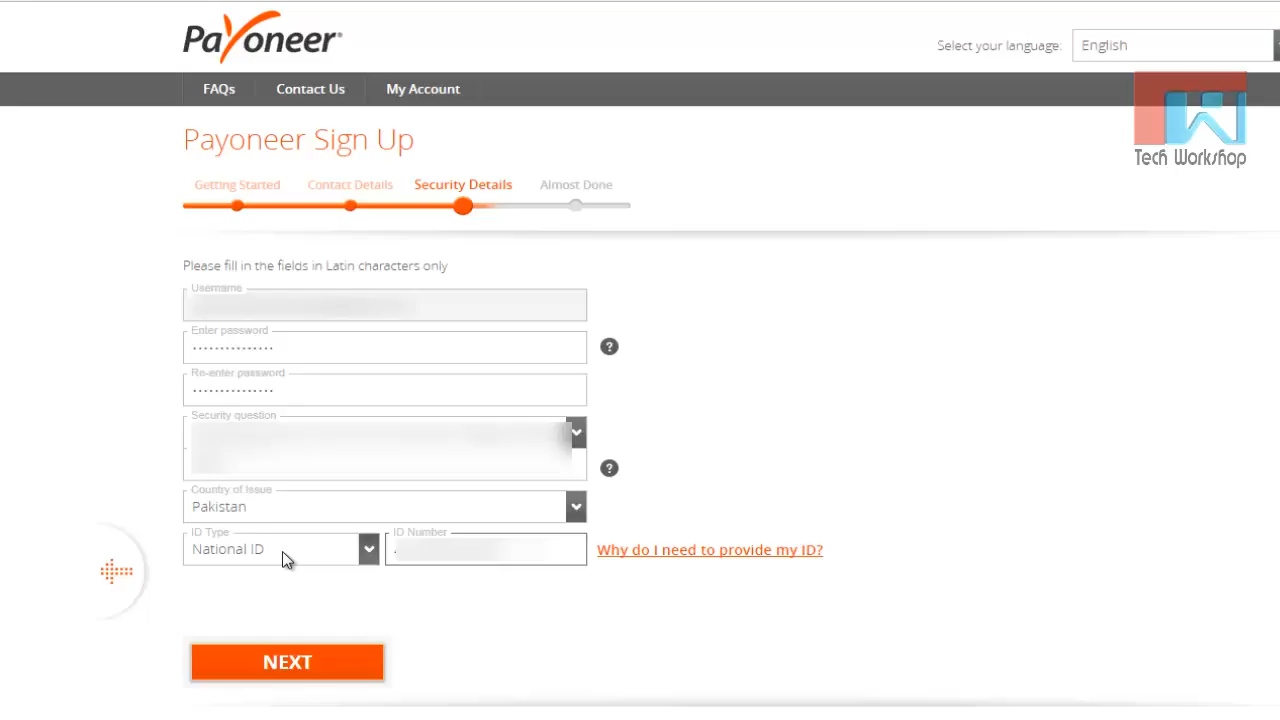 Payoneer
Select your language: English
FAQs Contact Us My Account
Tech Workshop
Payoneer Sign Up
Getting Started Contact Details Security Details Almost Done
Please fill in the fields in Latin characters only
Username
Enter password
...............
?
Re-enter password
...............
Security question
?
Country of Issue
Pakistan
ID Type ID Number
National ID Why do I need to provide my ID?
NEXT